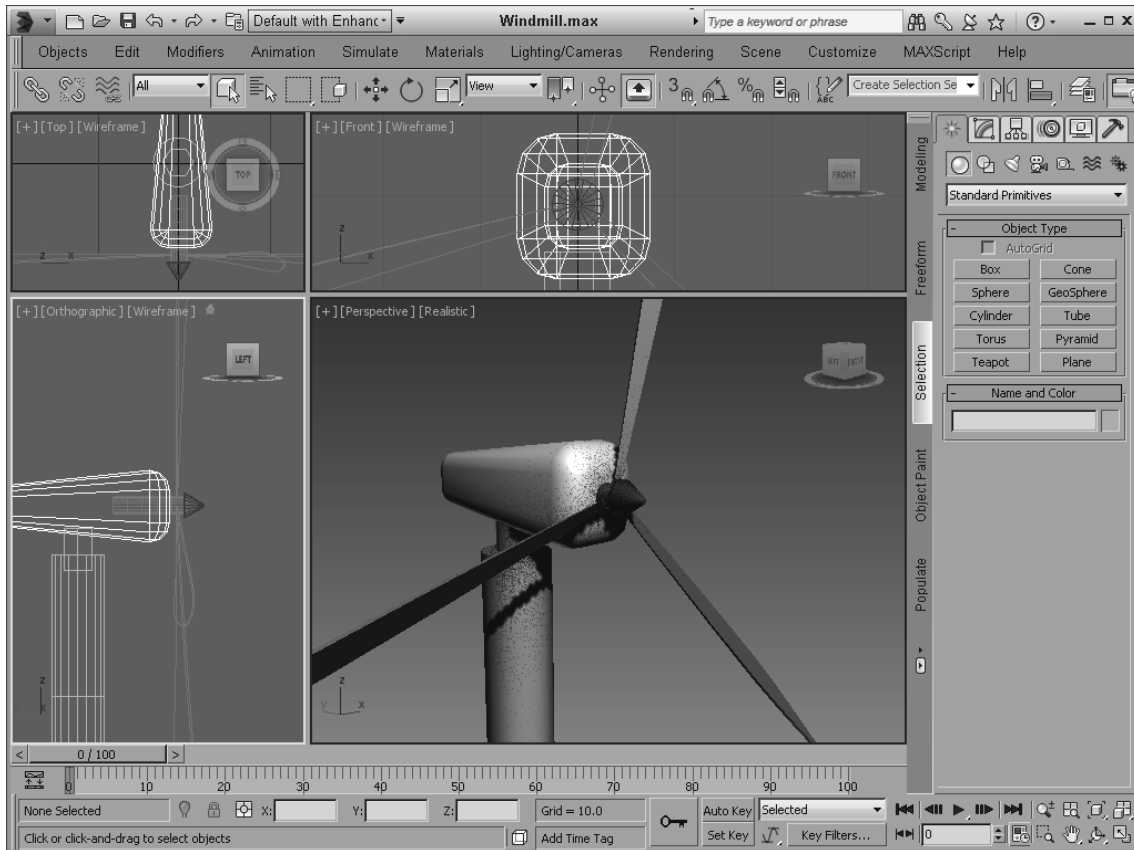 Default with Enhanc
Windmill.max
Type a keyword or phrase
Objects Edit Modifiers Animation Simulate Materials Lighting/Cameras Rendering Scene Customize MAXScript Help
All
View
3
%
ABC
Create Selection Se
[+] [Top] [Wireframe]
TOP
z
x
[+] [Front] [Wireframe]
FRONT
z
x
[+] [Orthographic] [Wireframe]
LEFT
z
x
[+] [Perspective] [Realistic]
z
y
x
Modeling
Freeform
Selection
Object Paint
Populate
Standard Primitives
- Object Type
AutoGrid
Box Cone
Sphere GeoSphere
Cylinder Tube
Torus Pyramid
Teapot Plane
- Name and Color
< 0 / 100 >
0 10 20 30 40 50 60 70 80 90 100
None Selected X: Y: Z: Grid = 10.0 Auto Key Selected
Click or click-and-drag to select objects Add Time Tag Set Key Key Filters... 0